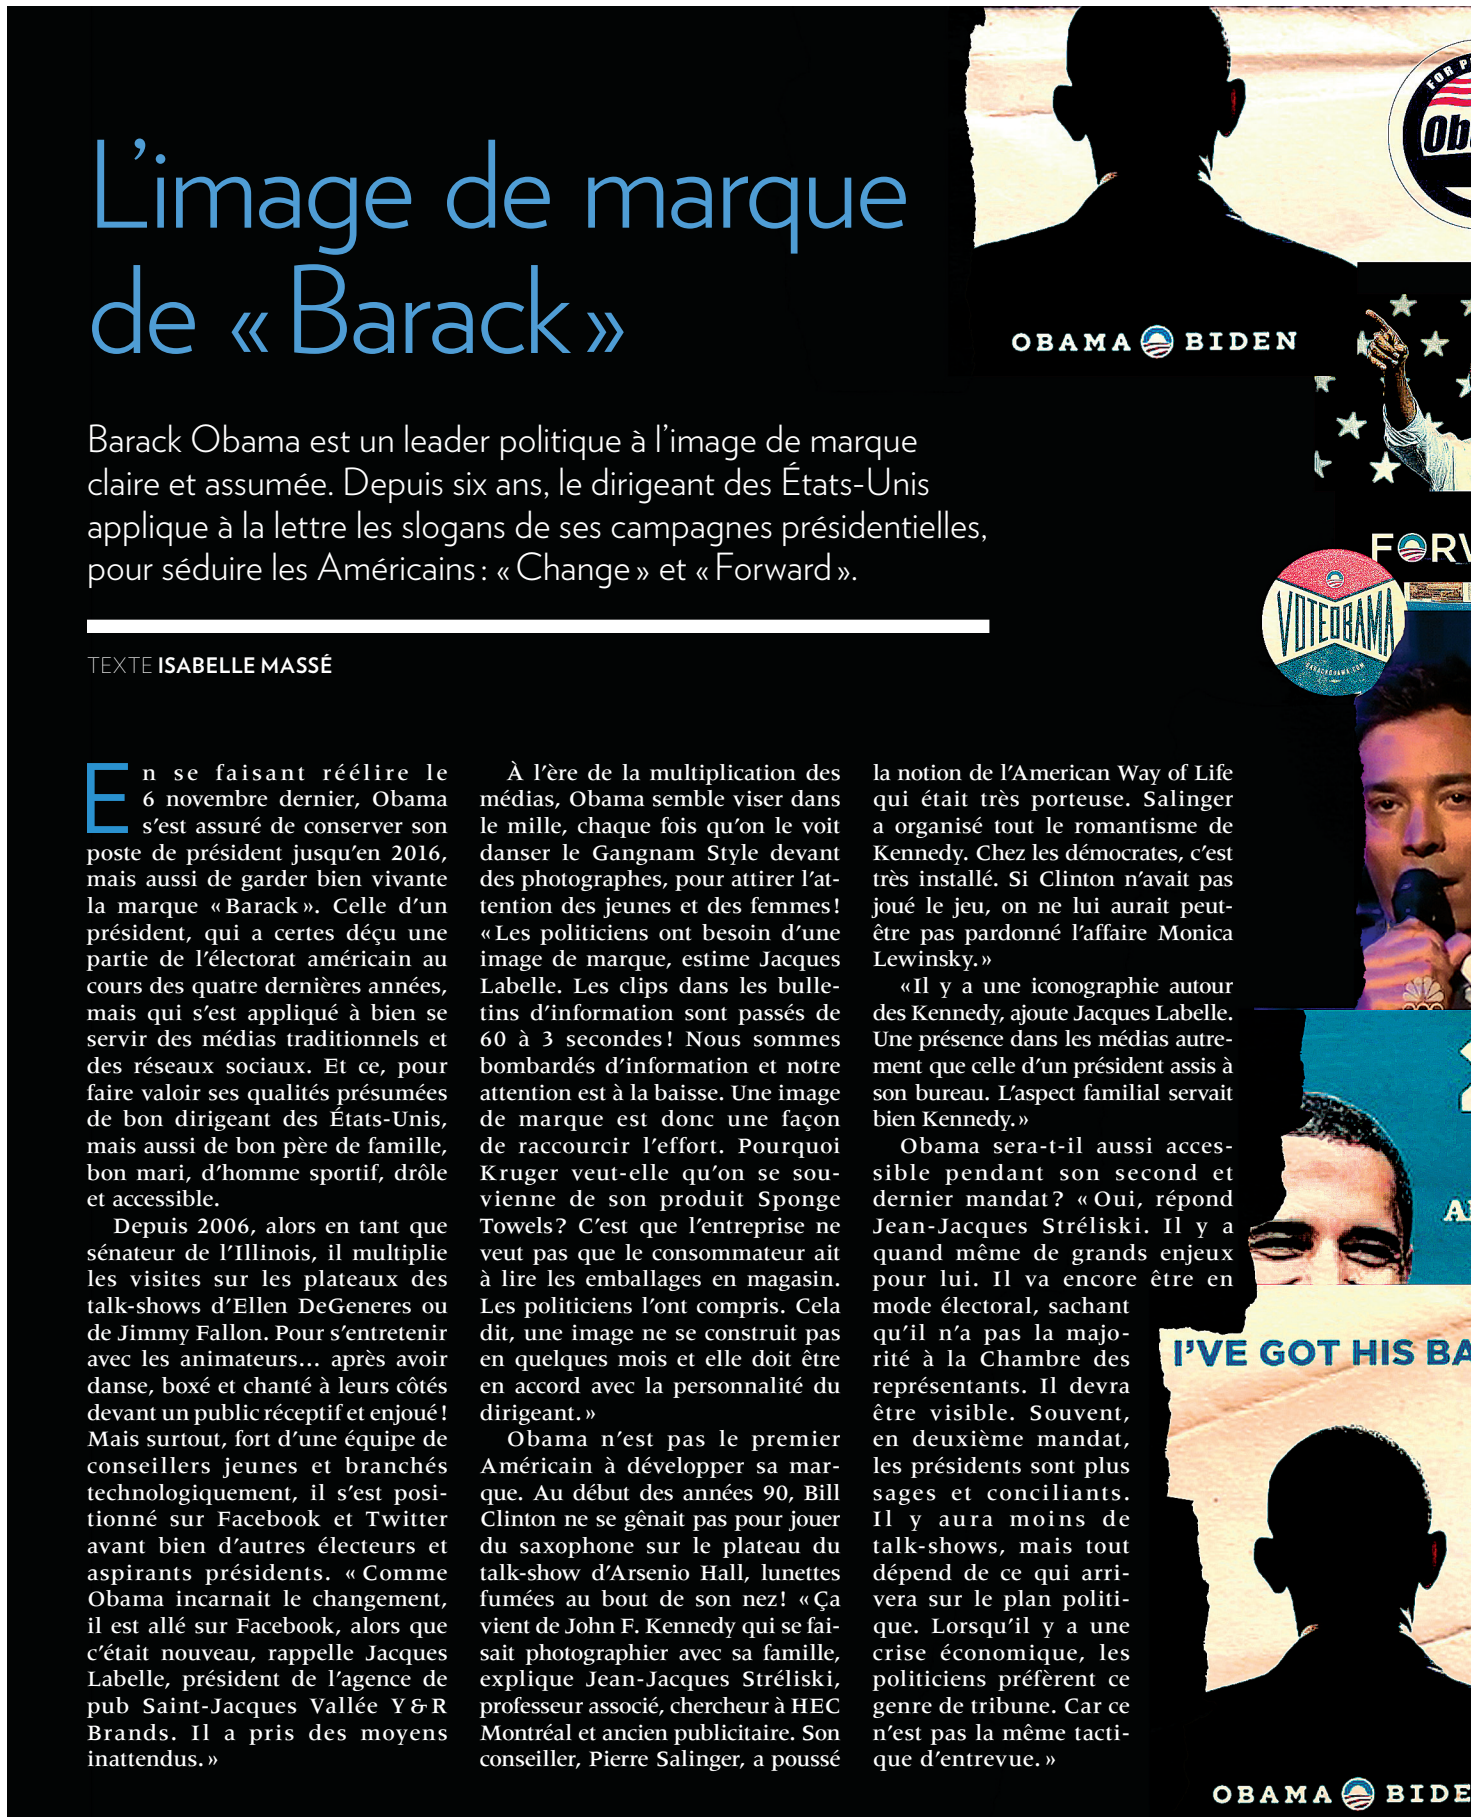 L'image de marque
de « Barack »
Barack Obama est un leader politique à l'image de marque
claire et assumée. Depuis six ans, le dirigeant des États-Unis
applique à la lettre les slogans de ses campagnes présidentielles,
pour séduire les Américains : « Change » et « Forward ».
TEXTE ISABELLE MASSÉ
En se faisant réélire le
6 novembre dernier, Obama
s'est assuré de conserver son
poste de président jusqu'en 2016,
mais aussi de garder bien vivante
la marque « Barack ». Celle d'un
président, qui a certes déçu une
partie de l'électorat américain au
cours des quatre dernières années,
mais qui s'est appliqué à bien se
servir des médias traditionnels et
des réseaux sociaux. Et ce, pour
faire valoir ses qualités présumées
de bon dirigeant des États-Unis,
mais aussi de bon père de famille,
bon mari, d'homme sportif, drôle
et accessible.
Depuis 2006, alors en tant que
sénateur de l'Illinois, il multiplie
les visites sur les plateaux des
talk-shows d'Ellen DeGeneres ou
de Jimmy Fallon. Pour s'entretenir
avec les animateurs... après avoir
danse, boxé et chanté à leurs côtés
devant un public réceptif et enjoué !
Mais surtout, fort d'une équipe de
conseillers jeunes et branchés
technologiquement, il s'est posi-
tionné sur Facebook et Twitter
avant bien d'autres électeurs et
aspirants présidents. « Comme
Obama incarnait le changement,
il est allé sur Facebook, alors que
c'était nouveau, rappelle Jacques
Labelle, président de l'agence de
pub Saint-Jacques Vallée Y&R
Brands. Il a pris des moyens
inattendus. »
À l'ère de la multiplication des
médias, Obama semble viser dans
le mille, chaque fois qu'on le voit
danser le Gangnam Style devant
des photographes, pour attirer l'at-
tention des jeunes et des femmes !
« Les politiciens ont besoin d'une
image de marque, estime Jacques
Labelle. Les clips dans les bulle-
tins d'information sont passés de
60 à 3 secondes ! Nous sommes
bombardés d'information et notre
attention est à la baisse. Une image
de marque est donc une façon
de raccourcir l'effort. Pourquoi
Kruger veut-elle qu'on se sou-
vienne de son produit Sponge
Towels ? C'est que l'entreprise ne
veut pas que le consommateur ait
à lire les emballages en magasin.
Les politiciens l'ont compris. Cela
dit, une image ne se construit pas
en quelques mois et elle doit être
en accord avec la personnalité du
dirigeant. »
Obama n'est pas le premier
Américain à développer sa mar-
que. Au début des années 90, Bill
Clinton ne se gênait pas pour jouer
du saxophone sur le plateau du
talk-show d'Arsenio Hall, lunettes
fumées au bout de son nez ! « Ça
vient de John F. Kennedy qui se fai-
sait photographier avec sa famille,
explique Jean-Jacques Stréliski,
professeur associé, chercheur à HEC
Montréal et ancien publicitaire. Son
conseiller, Pierre Salinger, a poussé
la notion de l'American Way of Life
qui était très porteuse. Salinger
a organisé tout le romantisme de
Kennedy. Chez les démocrates, c'est
très installé. Si Clinton n'avait pas
joué le jeu, on ne lui aurait peut-
être pas pardonné l'affaire Monica
Lewinsky. »
« Il y a une iconographie autour
des Kennedy, ajoute Jacques Labelle.
Une présence dans les médias autre-
ment que celle d'un président assis à
son bureau. L'aspect familial servait
bien Kennedy. »
Obama sera-t-il aussi acces-
sible pendant son second et
dernier mandat ? « Oui, répond
Jean-Jacques Stréliski. Il y a
quand même de grands enjeux
pour lui. Il va encore être en
mode électoral, sachant
qu'il n'a pas la majo-
rité à la Chambre des
représentants. Il devra
être visible. Souvent,
en deuxième mandat,
les présidents sont plus
sages et conciliants.
Il y aura moins de
talk-shows, mais tout
dépend de ce qui arri-
vera sur le plan politi-
que. Lorsqu'il y a une
crise économique, les
politiciens préfèrent ce
genre de tribune. Car ce
n'est pas la même tacti-
que d'entrevue. »
OBAMA BIDEN
FOR P
Ob
FORW
VOTEOBAMA
BARACKOBAMA.COM
I'VE GOT HIS BA
OBAMA BIDE